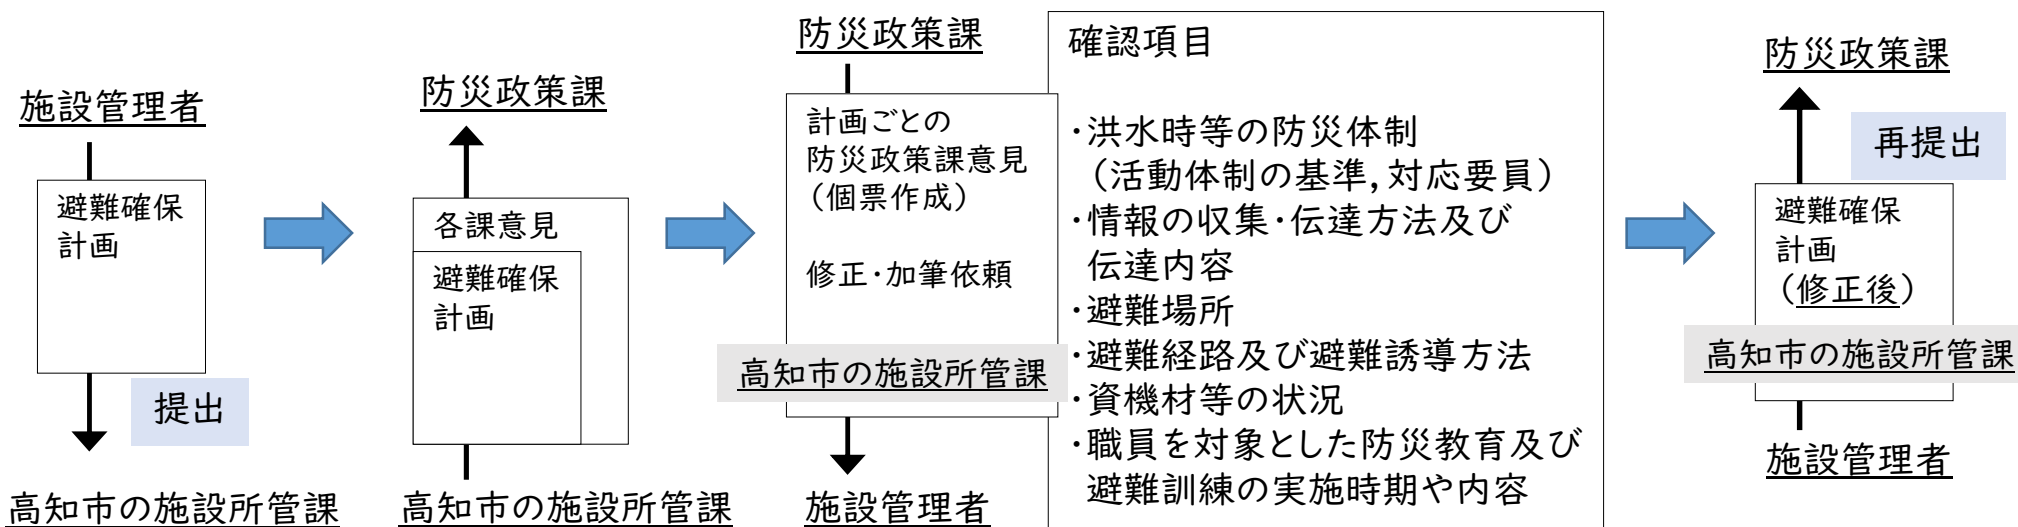 施設管理者
避難確保
計画
提出
高知市の施設所管課
防災政策課
各課意見
避難確保
計画
高知市の施設所管課
防災政策課
計画ごとの
防災政策課意見
(個票作成)
修正・加筆依頼
高知市の施設所管課
施設管理者
確認項目
・洪水時等の防災体制
(活動体制の基準,対応要員)
・情報の収集・伝達方法及び
伝達内容
・避難場所
・避難経路及び避難誘導方法
・資機材等の状況
・職員を対象とした防災教育及び
避難訓練の実施時期や内容
防災政策課
再提出
避難確保
計画
(修正後)
高知市の施設所管課
施設管理者